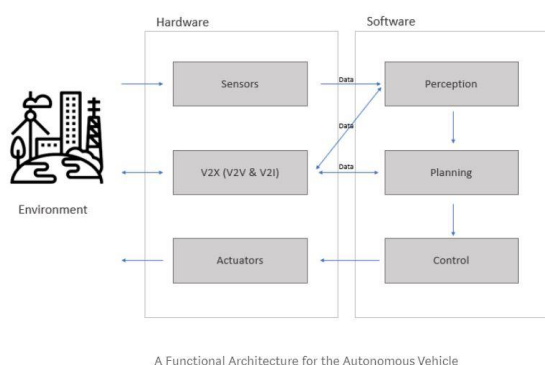 Hardware
Software
Sensors
Data
Perception
Data
V2X (V2V & V2I)
Data
Planning
Environment
Actuators
Control
A Functional Architecture for the Autonomous Vehicle